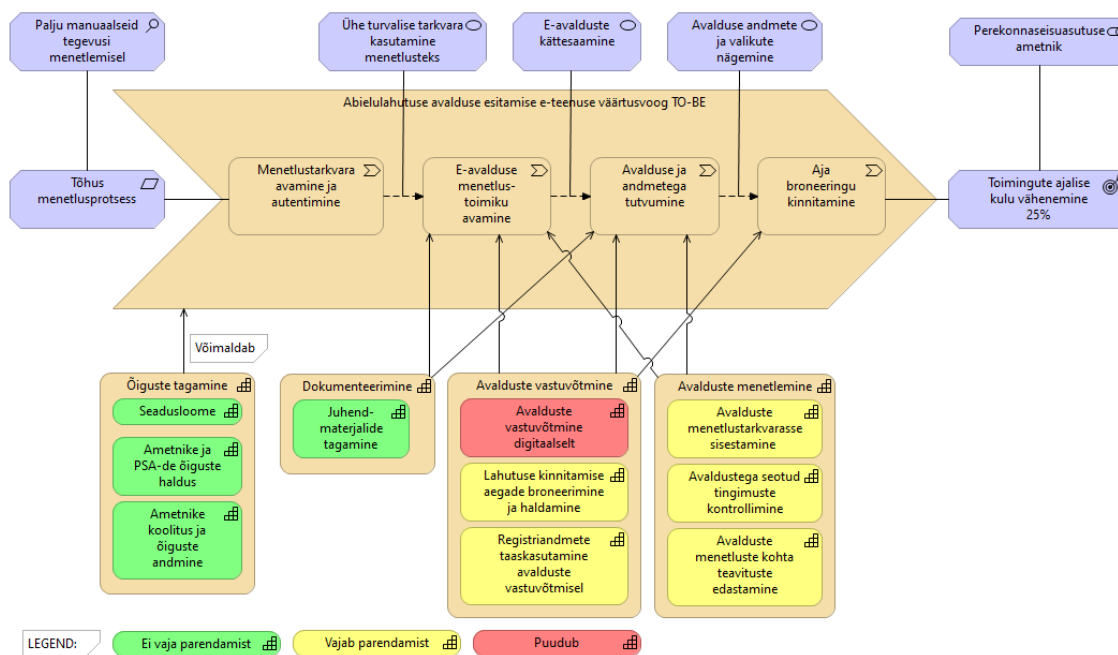 Palju manuaalseid
tegevusi
menetlemisel
Ühe turvalise tarkvara
kasutamine
menetlusteks
E-avalduste
kättesaamine
Avalduse andmete
ja valikute
nägemine
Perekonnaseisuasutuse
ametnik
Abielulahutuse avalduse esitamise e-teenuse väärtusvoog TO-BE
Tõhus
menetlusprotsess
Menetlustarkvara
avamine ja
autentimine
E-avalduse
menetlus-
toimiku
avamine
Avalduse ja
andmetega
tutvumine
Aja
broneeringu
kinnitamine
Toimingute ajalise
kulu vähenemine
25%
Võimaldab
Õiguste tagamine
Seadusloome
Ametnike ja
PSA-de õiguste
haldus
Ametnike
koolitus ja
õiguste
andmine
Dokumenteerimine
Juhend-
materjalide
tagamine
Avalduste vastuvõtmine
Avalduste
vastuvõtmine
digitaalselt
Lahutuse kinnitamise
aegade broneerimine
ja haldamine
Registriandmete
taaskasutamine
avalduste
vastuvõtmisel
Avalduste menetlemine
Avalduste
menetlustarkvarasse
sisestamine
Avaldustega seotud
tingimuste
kontrollimine
Avalduste
menetluste kohta
teavituste
edastamine
LEGEND:
Ei vaja parendamist
Vajab parendamist
Puudub